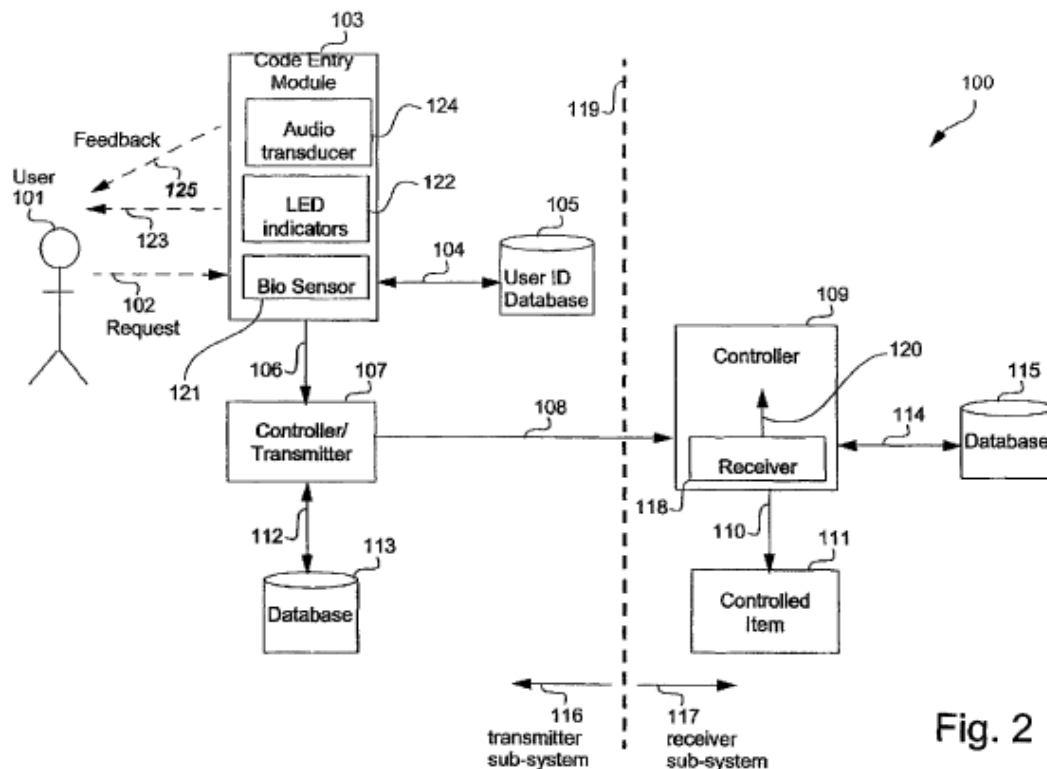 103
Code Entry
Module
124
Audio
transducer
Feedback
125
User
101
122
LED
indicators
123
102
Request
Bio Sensor
121
104
105
User ID
Database
119
100
106
107
Controller/
Transmitter
108
109
Controller
120
Receiver
118
114
115
Database
112
113
Database
110
111
Controlled
Item
116
transmitter
sub-system
117
receiver
sub-system
Fig. 2